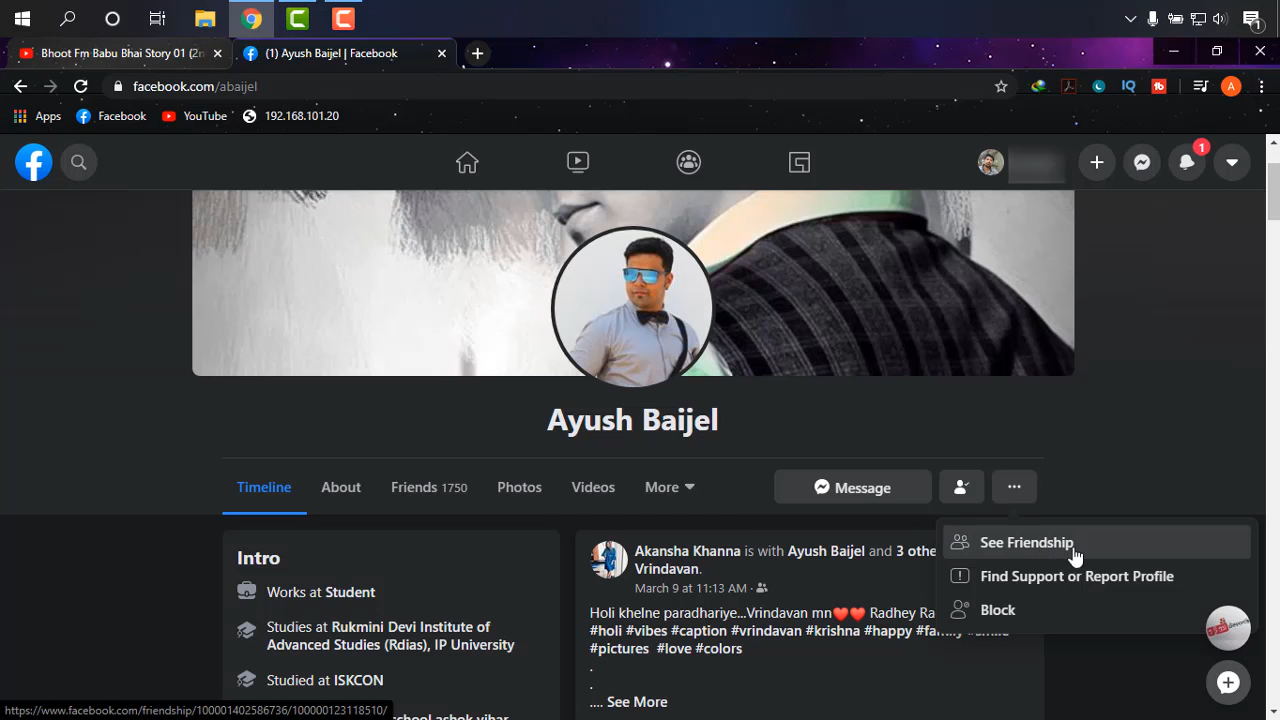 1
Bhoot Fm Babu Bhai Story 01 (2n
(1) Ayush Baijel | Facebook
facebook.com/abaijel
A
Apps
Facebook
YouTube
192.168.101.20
1
Ayush Baijel
Timeline
About
Friends 1750
Photos
Videos
More
Message
See Friendship
Find Support or Report Profile
Block
Intro
Works at Student
Studies at Rukmini Devi Institute of
Advanced Studies (Rdias), IP University
Studied at ISKCON
Akansha Khanna is with Ayush Baijel and 3 othe
Vrindavan.
March 9 at 11:13 AM ·
Holi khelne paradhariye...Vrindavan mn❤️❤️ Radhey Ra
#holi #vibes #caption #vrindavan #krishna #happy #family #smile
#pictures #love #colors
.
.
.... See More
https://www.facebook.com/friendship/100001402586736/100000123118510/